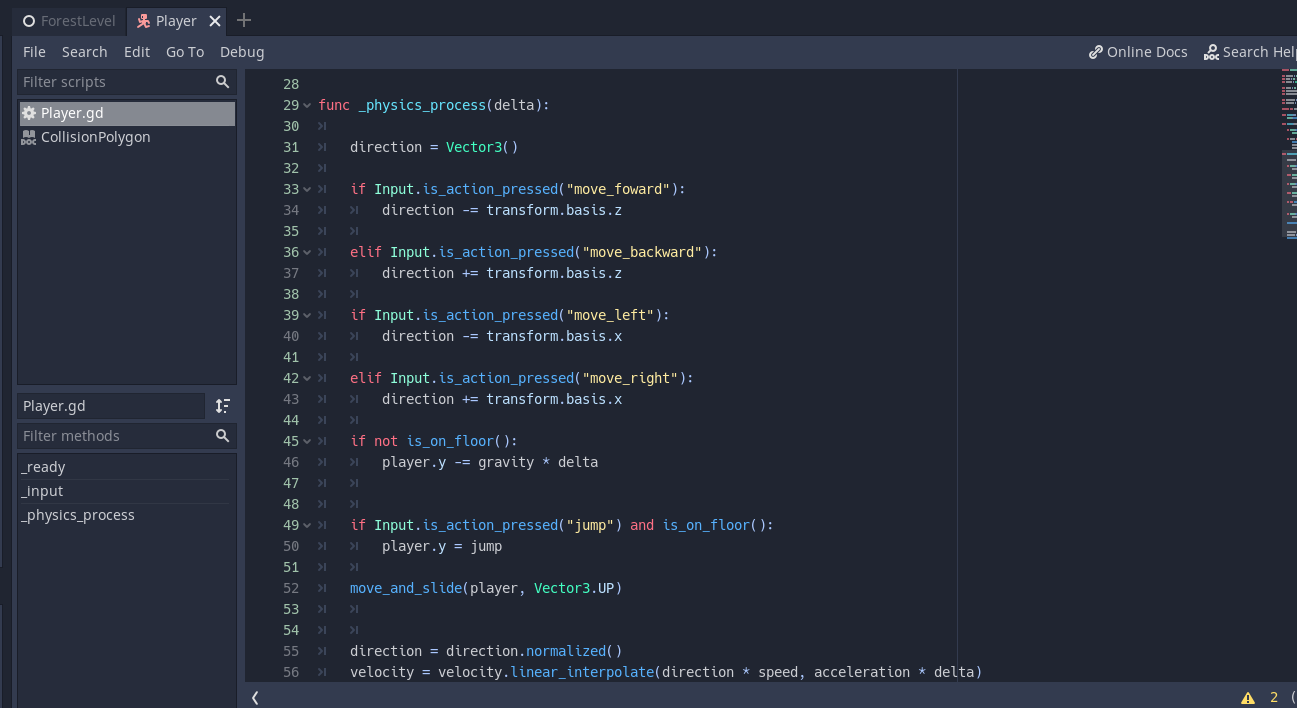 ForestLevel Player
File Search Edit Go To Debug Online Docs Search Hel
Filter scripts
Player.gd
DOC CollisionPolygon
Player.gd
Filter methods
_ready
_input
_physics_process
28
29 func _physics_process(delta):
30
31 direction = Vector3()
32
33 if Input.is_action_pressed("move_foward"):
34 direction -= transform.basis.z
35
36 elif Input.is_action_pressed("move_backward"):
37 direction += transform.basis.z
38
39 if Input.is_action_pressed("move_left"):
40 direction -= transform.basis.x
41
42 elif Input.is_action_pressed("move_right"):
43 direction += transform.basis.x
44
45 if not is_on_floor():
46 player.y -= gravity * delta
47
48
49 if Input.is_action_pressed("jump") and is_on_floor():
50 player.y = jump
51
52 move_and_slide(player, Vector3.UP)
53
54
55 direction = direction.normalized()
56 velocity = velocity.linear_interpolate(direction * speed, acceleration * delta)
2 (